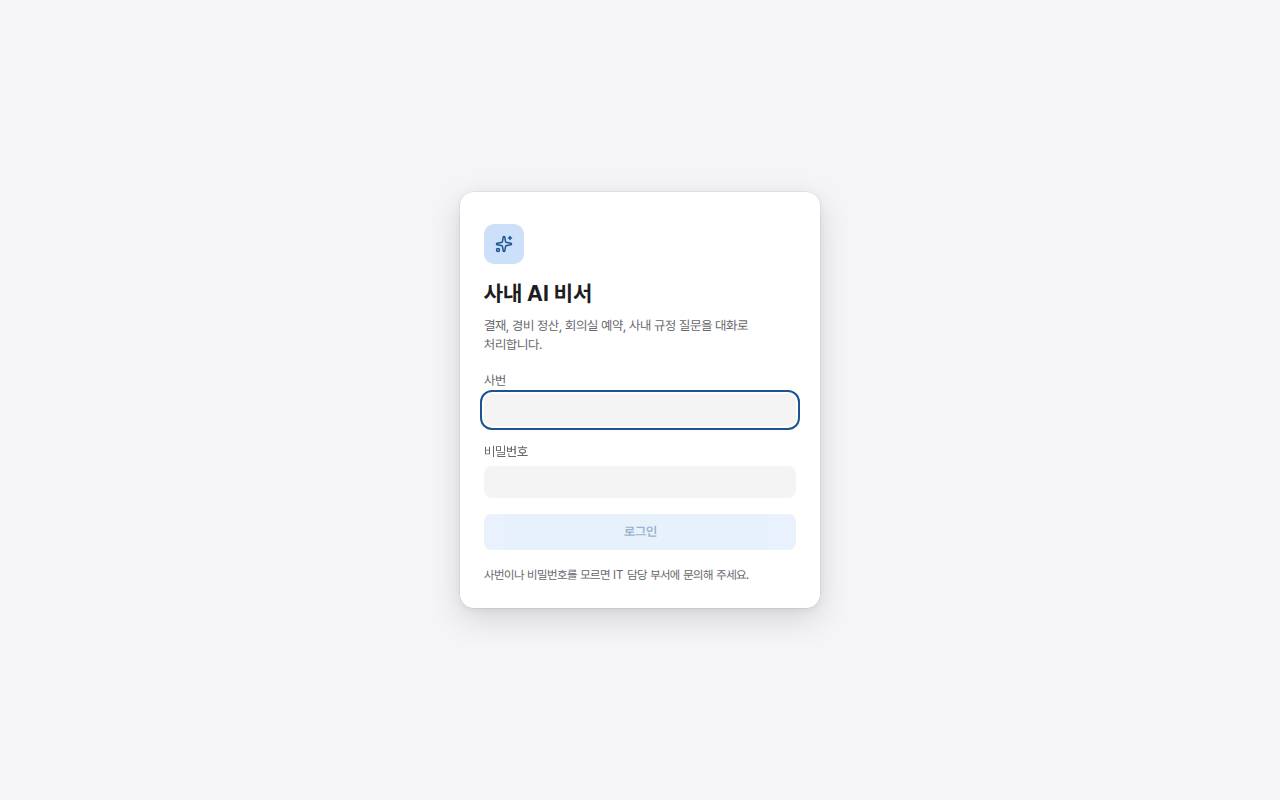 사내 AI 비서
결재, 경비 정산, 회의실 예약, 사내 규정 질문을 대화로
처리합니다.
사번
비밀번호
로그인
사번이나 비밀번호를 모르면 IT 담당 부서에 문의해 주세요.